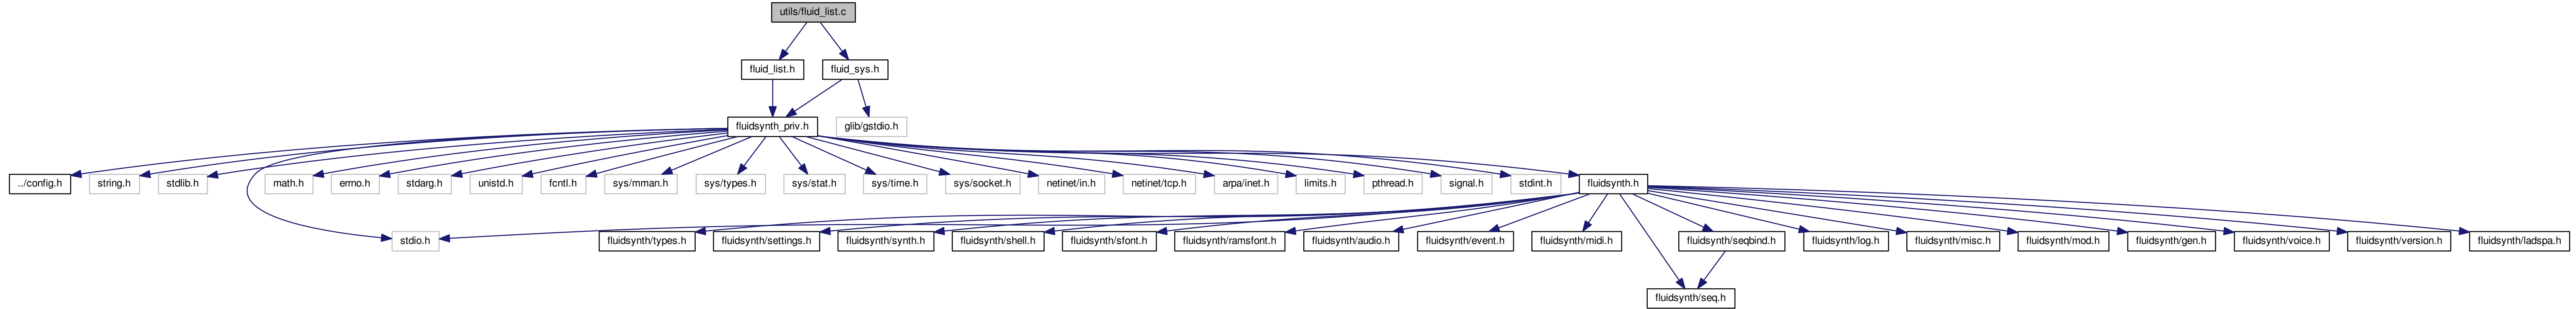 utils/fluid_list.c
fluid_list.h
fluid_sys.h
fluidsynth_priv.h
glib/gstdio.h
../config.h
string.h
stdlib.h
math.h
errno.h
stdarg.h
unistd.h
fcntl.h
sys/mman.h
sys/types.h
sys/stat.h
sys/time.h
sys/socket.h
netinet/in.h
netinet/tcp.h
arpa/inet.h
limits.h
pthread.h
signal.h
stdint.h
fluidsynth.h
stdio.h
fluidsynth/types.h
fluidsynth/settings.h
fluidsynth/synth.h
fluidsynth/shell.h
fluidsynth/sfont.h
fluidsynth/ramsfont.h
fluidsynth/audio.h
fluidsynth/event.h
fluidsynth/midi.h
fluidsynth/seqbind.h
fluidsynth/log.h
fluidsynth/misc.h
fluidsynth/mod.h
fluidsynth/gen.h
fluidsynth/voice.h
fluidsynth/version.h
fluidsynth/ladspa.h
fluidsynth/seq.h